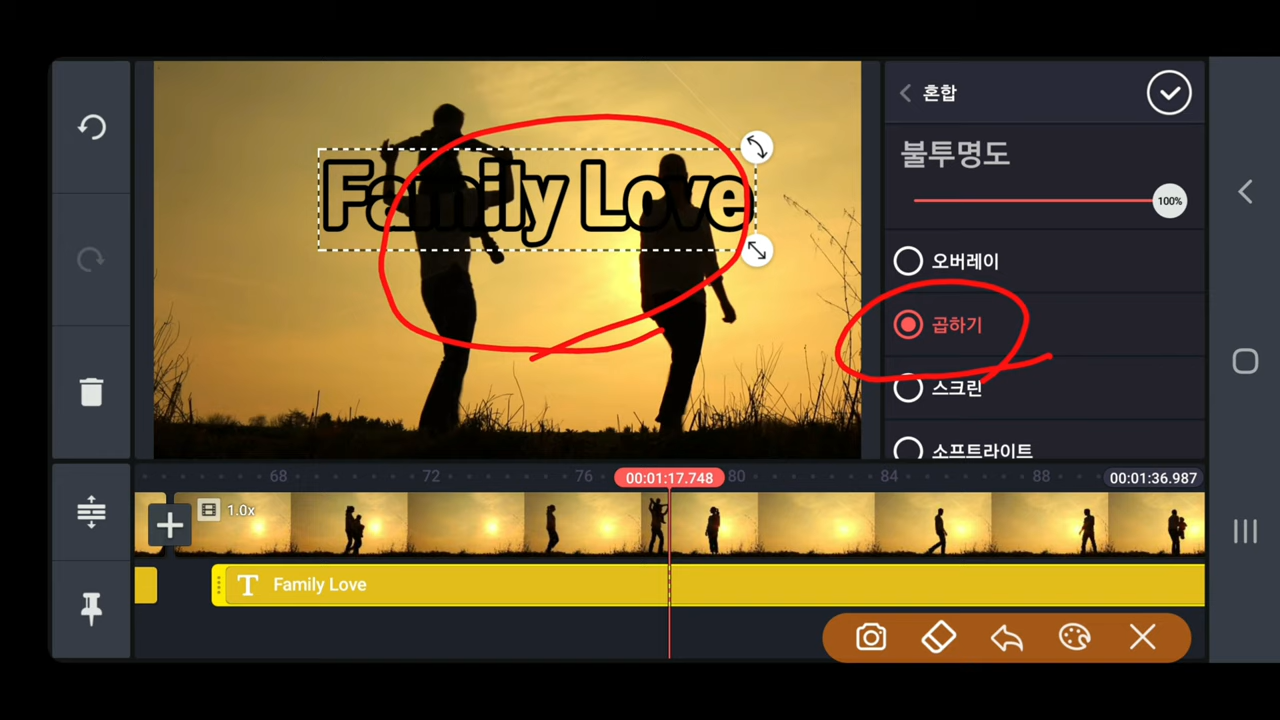 혼합
Family Love
불투명도
100%
오버레이
곱하기
스크린
소프트라이트
68
72
76
00:01:17.748
80
84
88
00:01:36.987
1.0x
T Family Love